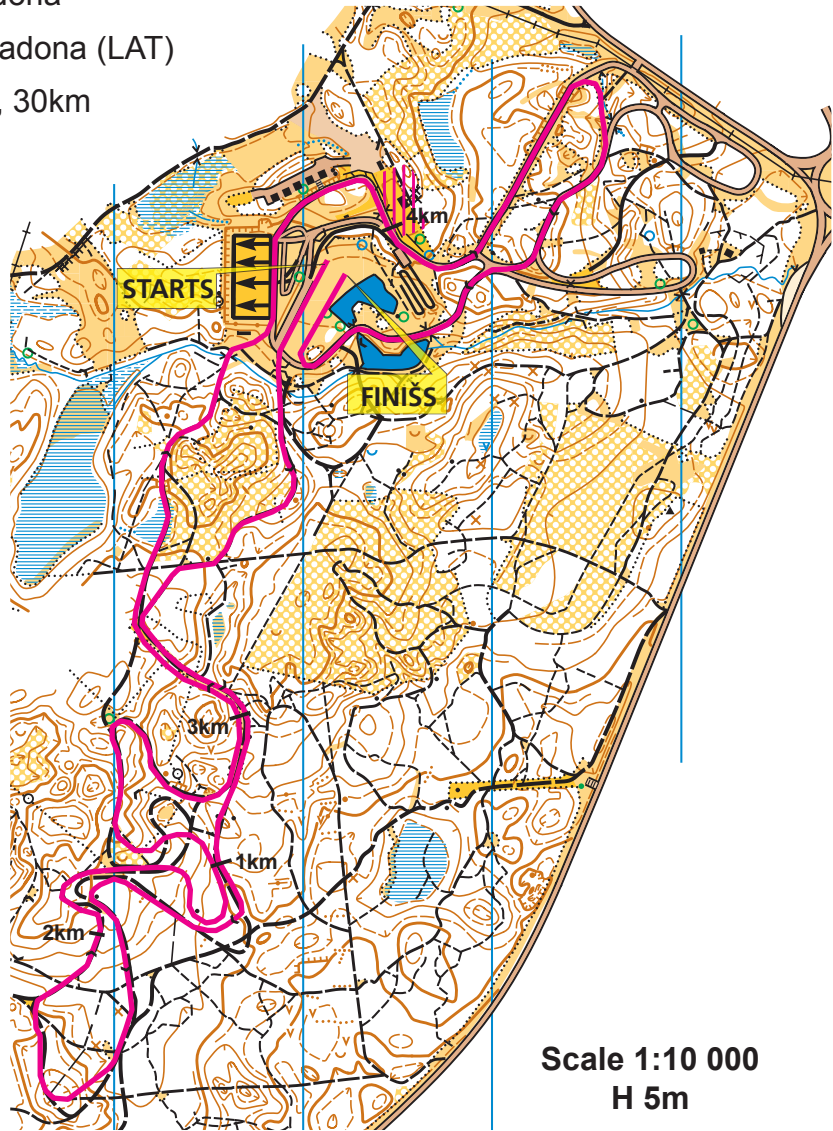 adona (LAT)
, 30km
4km
STARTS
FINIŠS
3km
1km
2km
Scale 1:10 000
H 5m